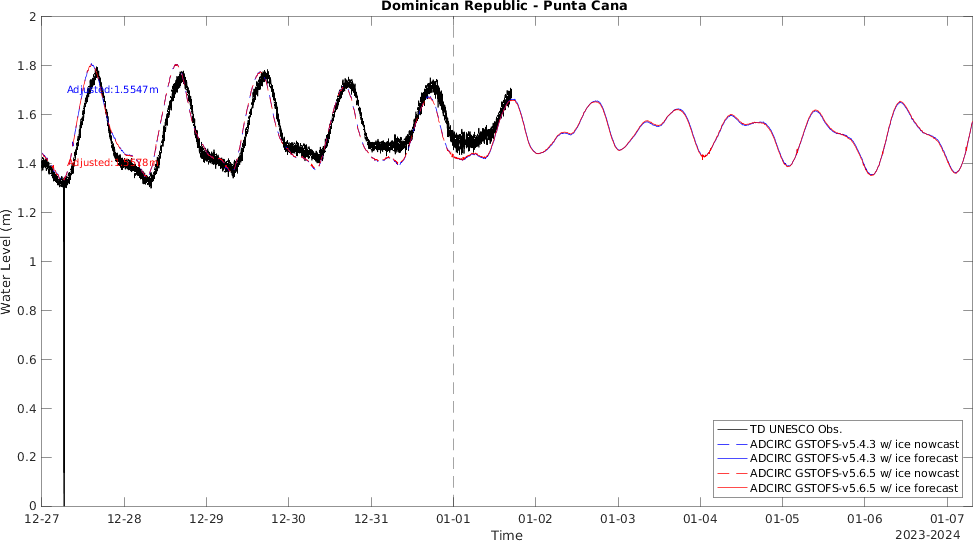 Dominican Republic - Punta Cana
Water Level (m)
2
1.8
1.6
1.4
1.2
1
0.8
0.6
0.4
0.2
0
Adjusted:1.5547m
TD UNESCO Obs.
ADCIRC GSTOFS-v5.4.3 w/ ice nowcast
ADCIRC GSTOFS-v5.4.3 w/ ice forecast
ADCIRC GSTOFS-v5.6.5 w/ ice nowcast
ADCIRC GSTOFS-v5.6.5 w/ ice forecast
12-27 12-28 12-29 12-30 12-31 01-01 01-02 01-03 01-04 01-05 01-06 01-07
Time
2023-2024